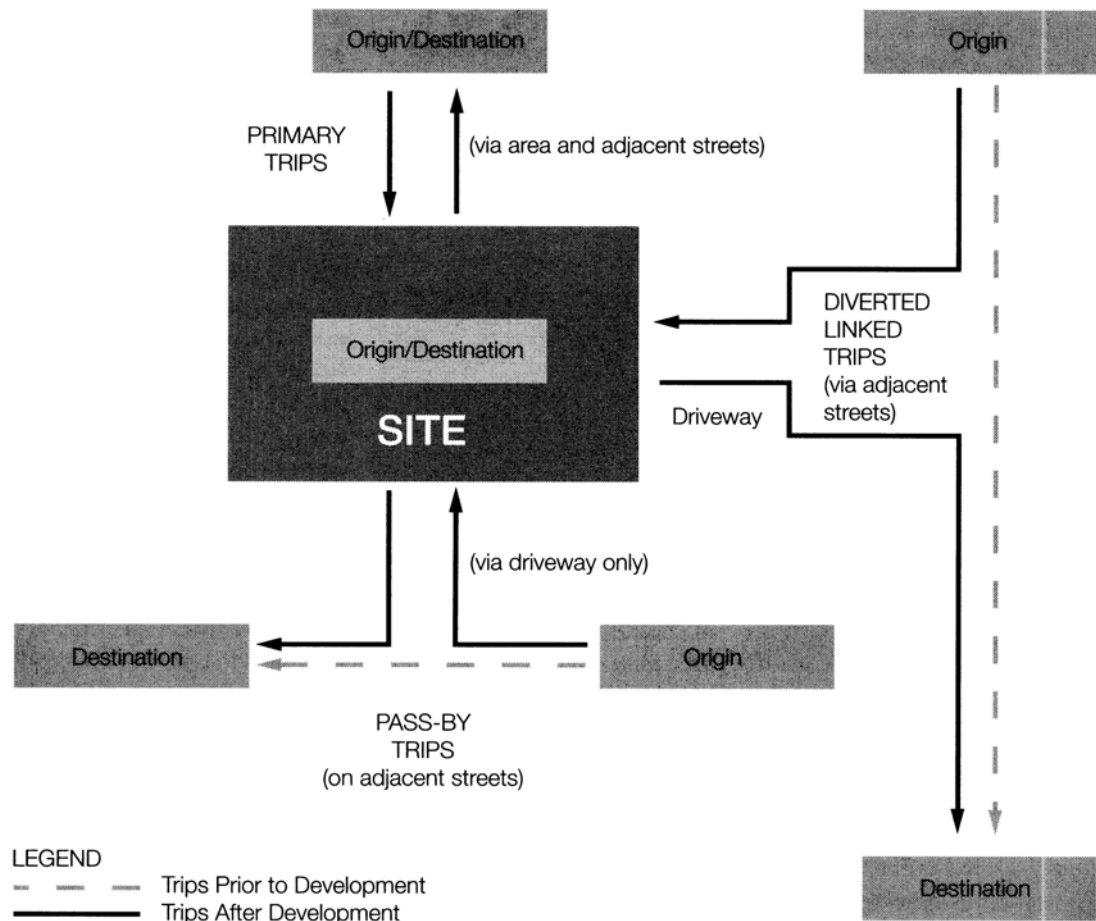 Origin/Destination
Origin
PRIMARY
TRIPS
(via area and adjacent streets)
Origin/Destination
SITE
DIVERTED
LINKED
TRIPS
(via adjacent
streets)
Driveway
(via driveway only)
Destination
Origin
PASS-BY
TRIPS
(on adjacent streets)
LEGEND
Trips Prior to Development
Trips After Development
Destination